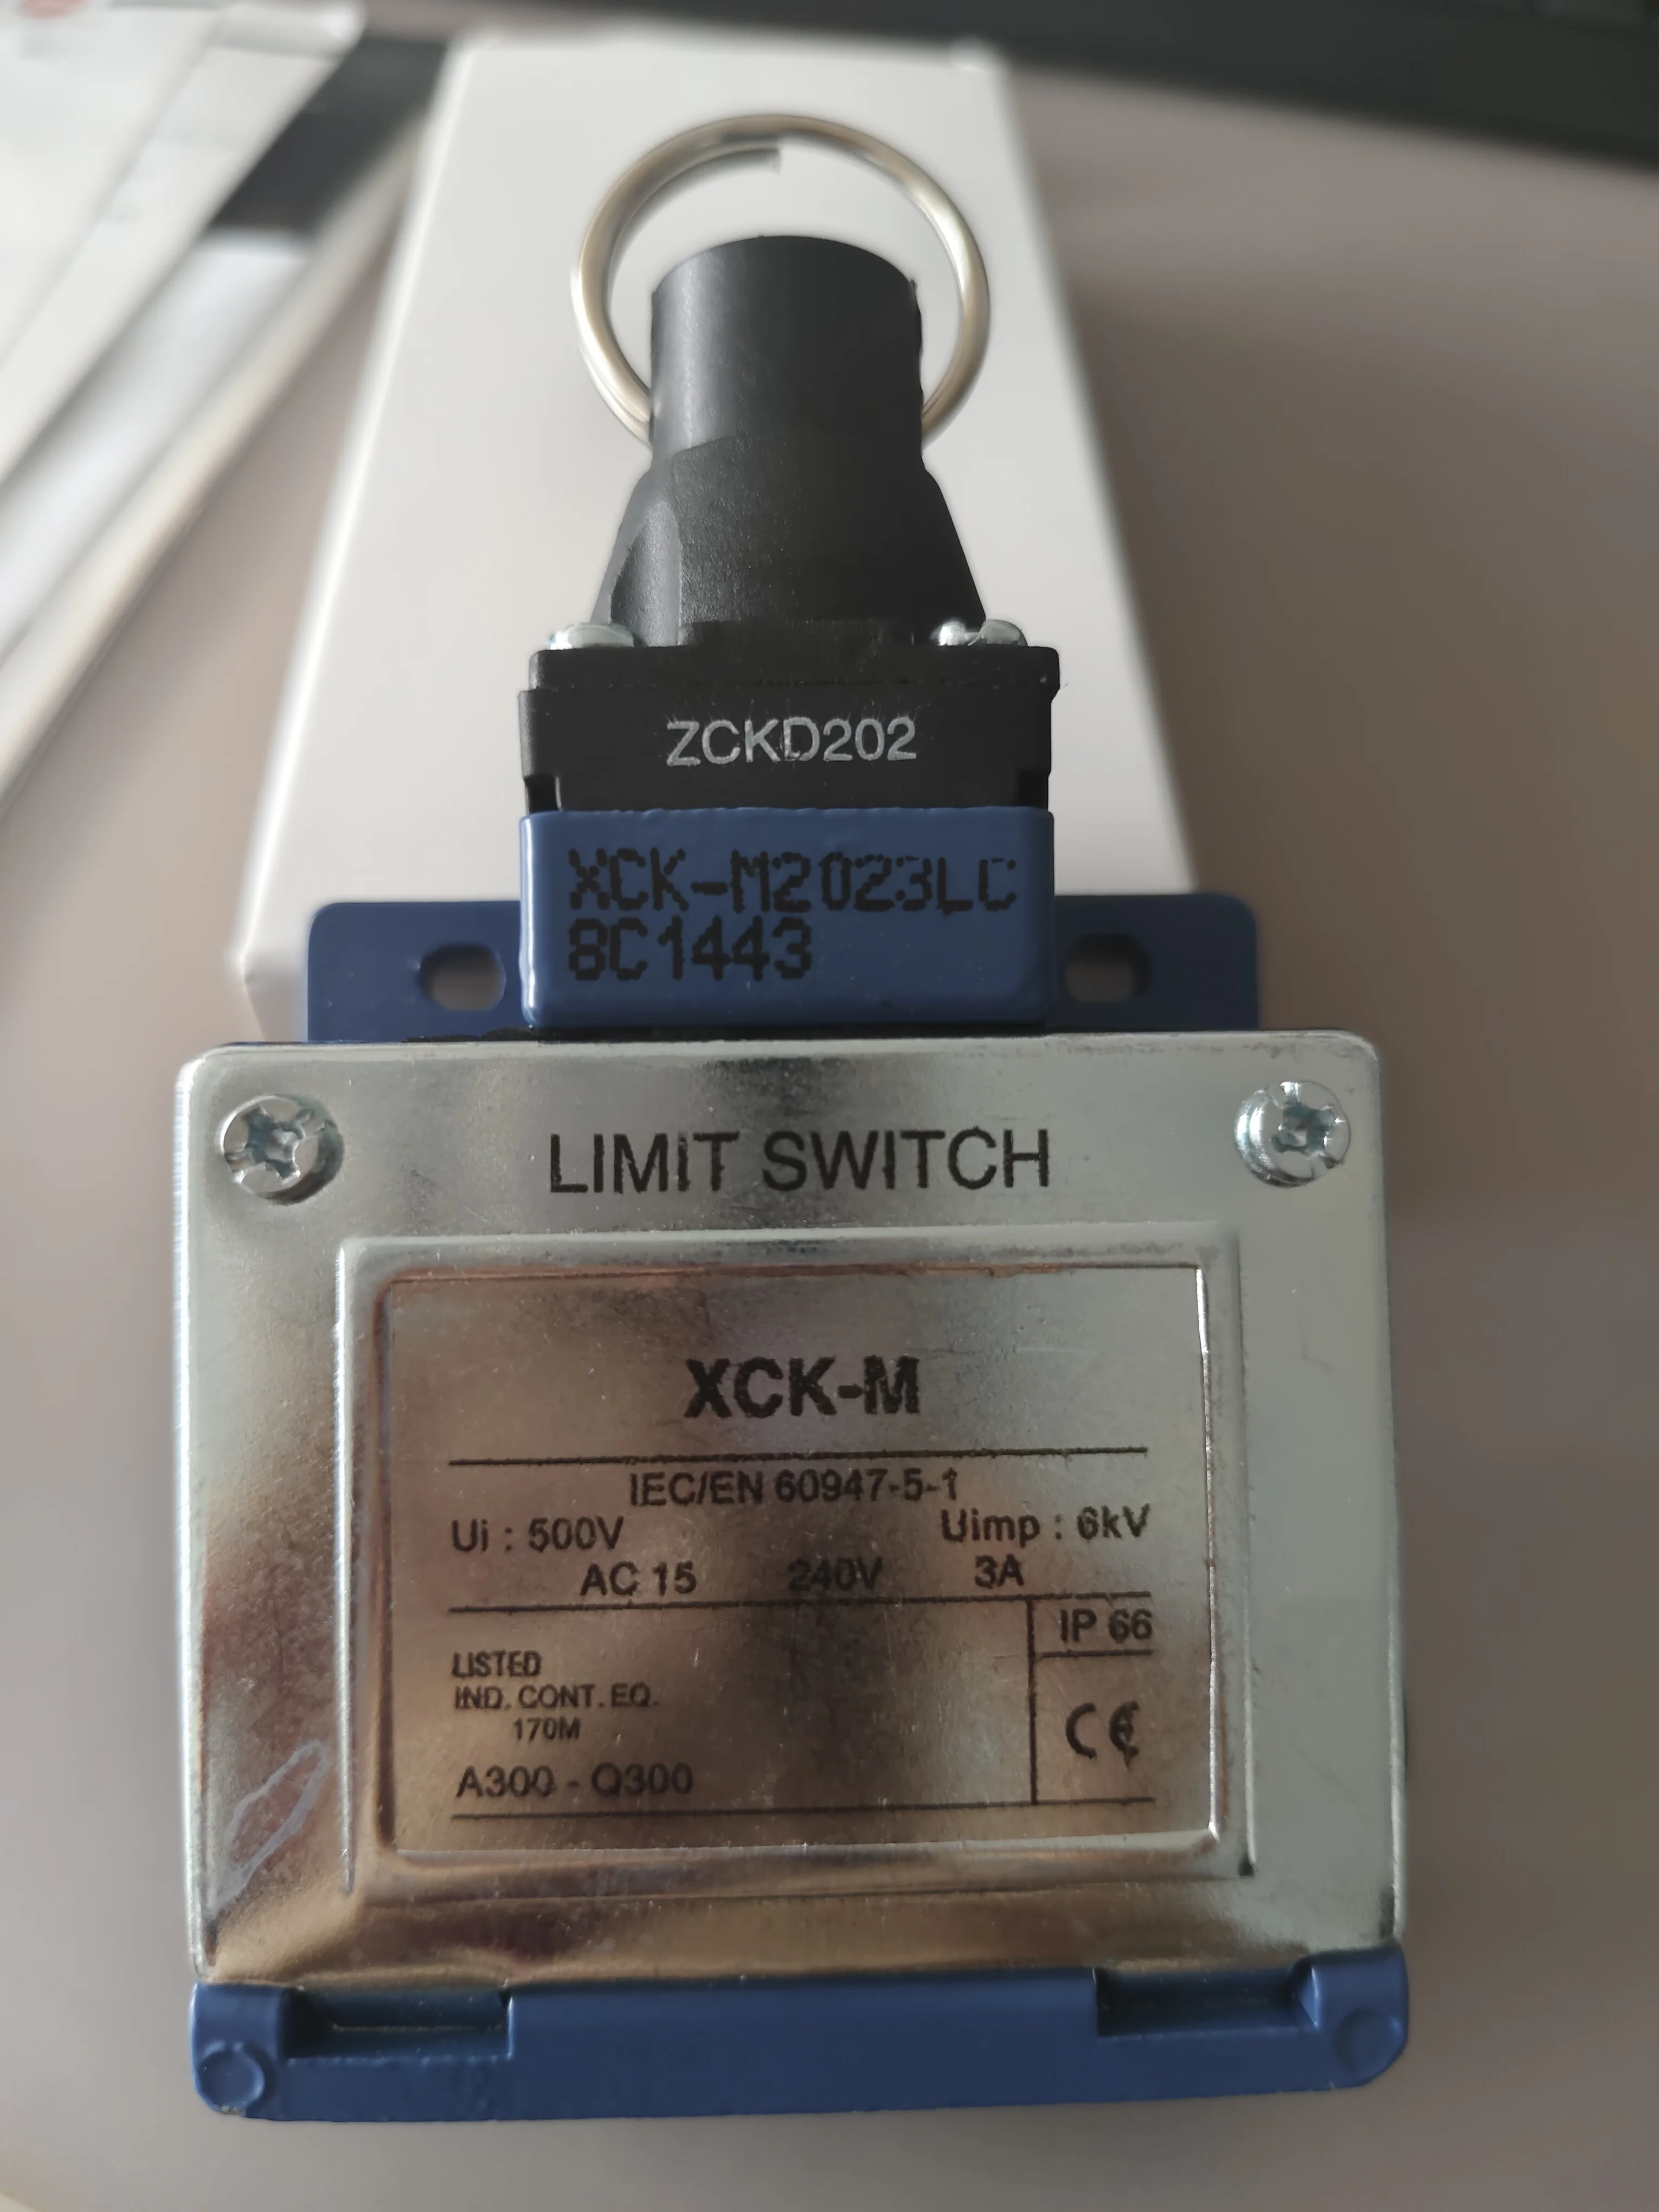 ZCKD202
XCK-M2023LC
8C1443
LIMIT SWITCH
XCK-M
IEC/EN 60947-5-1
Ui : 500V Uimp : 6kV
AC 15 240V 3A
IP 66
LISTED
IND. CONT. EQ.
170M
CE
A300 - Q300